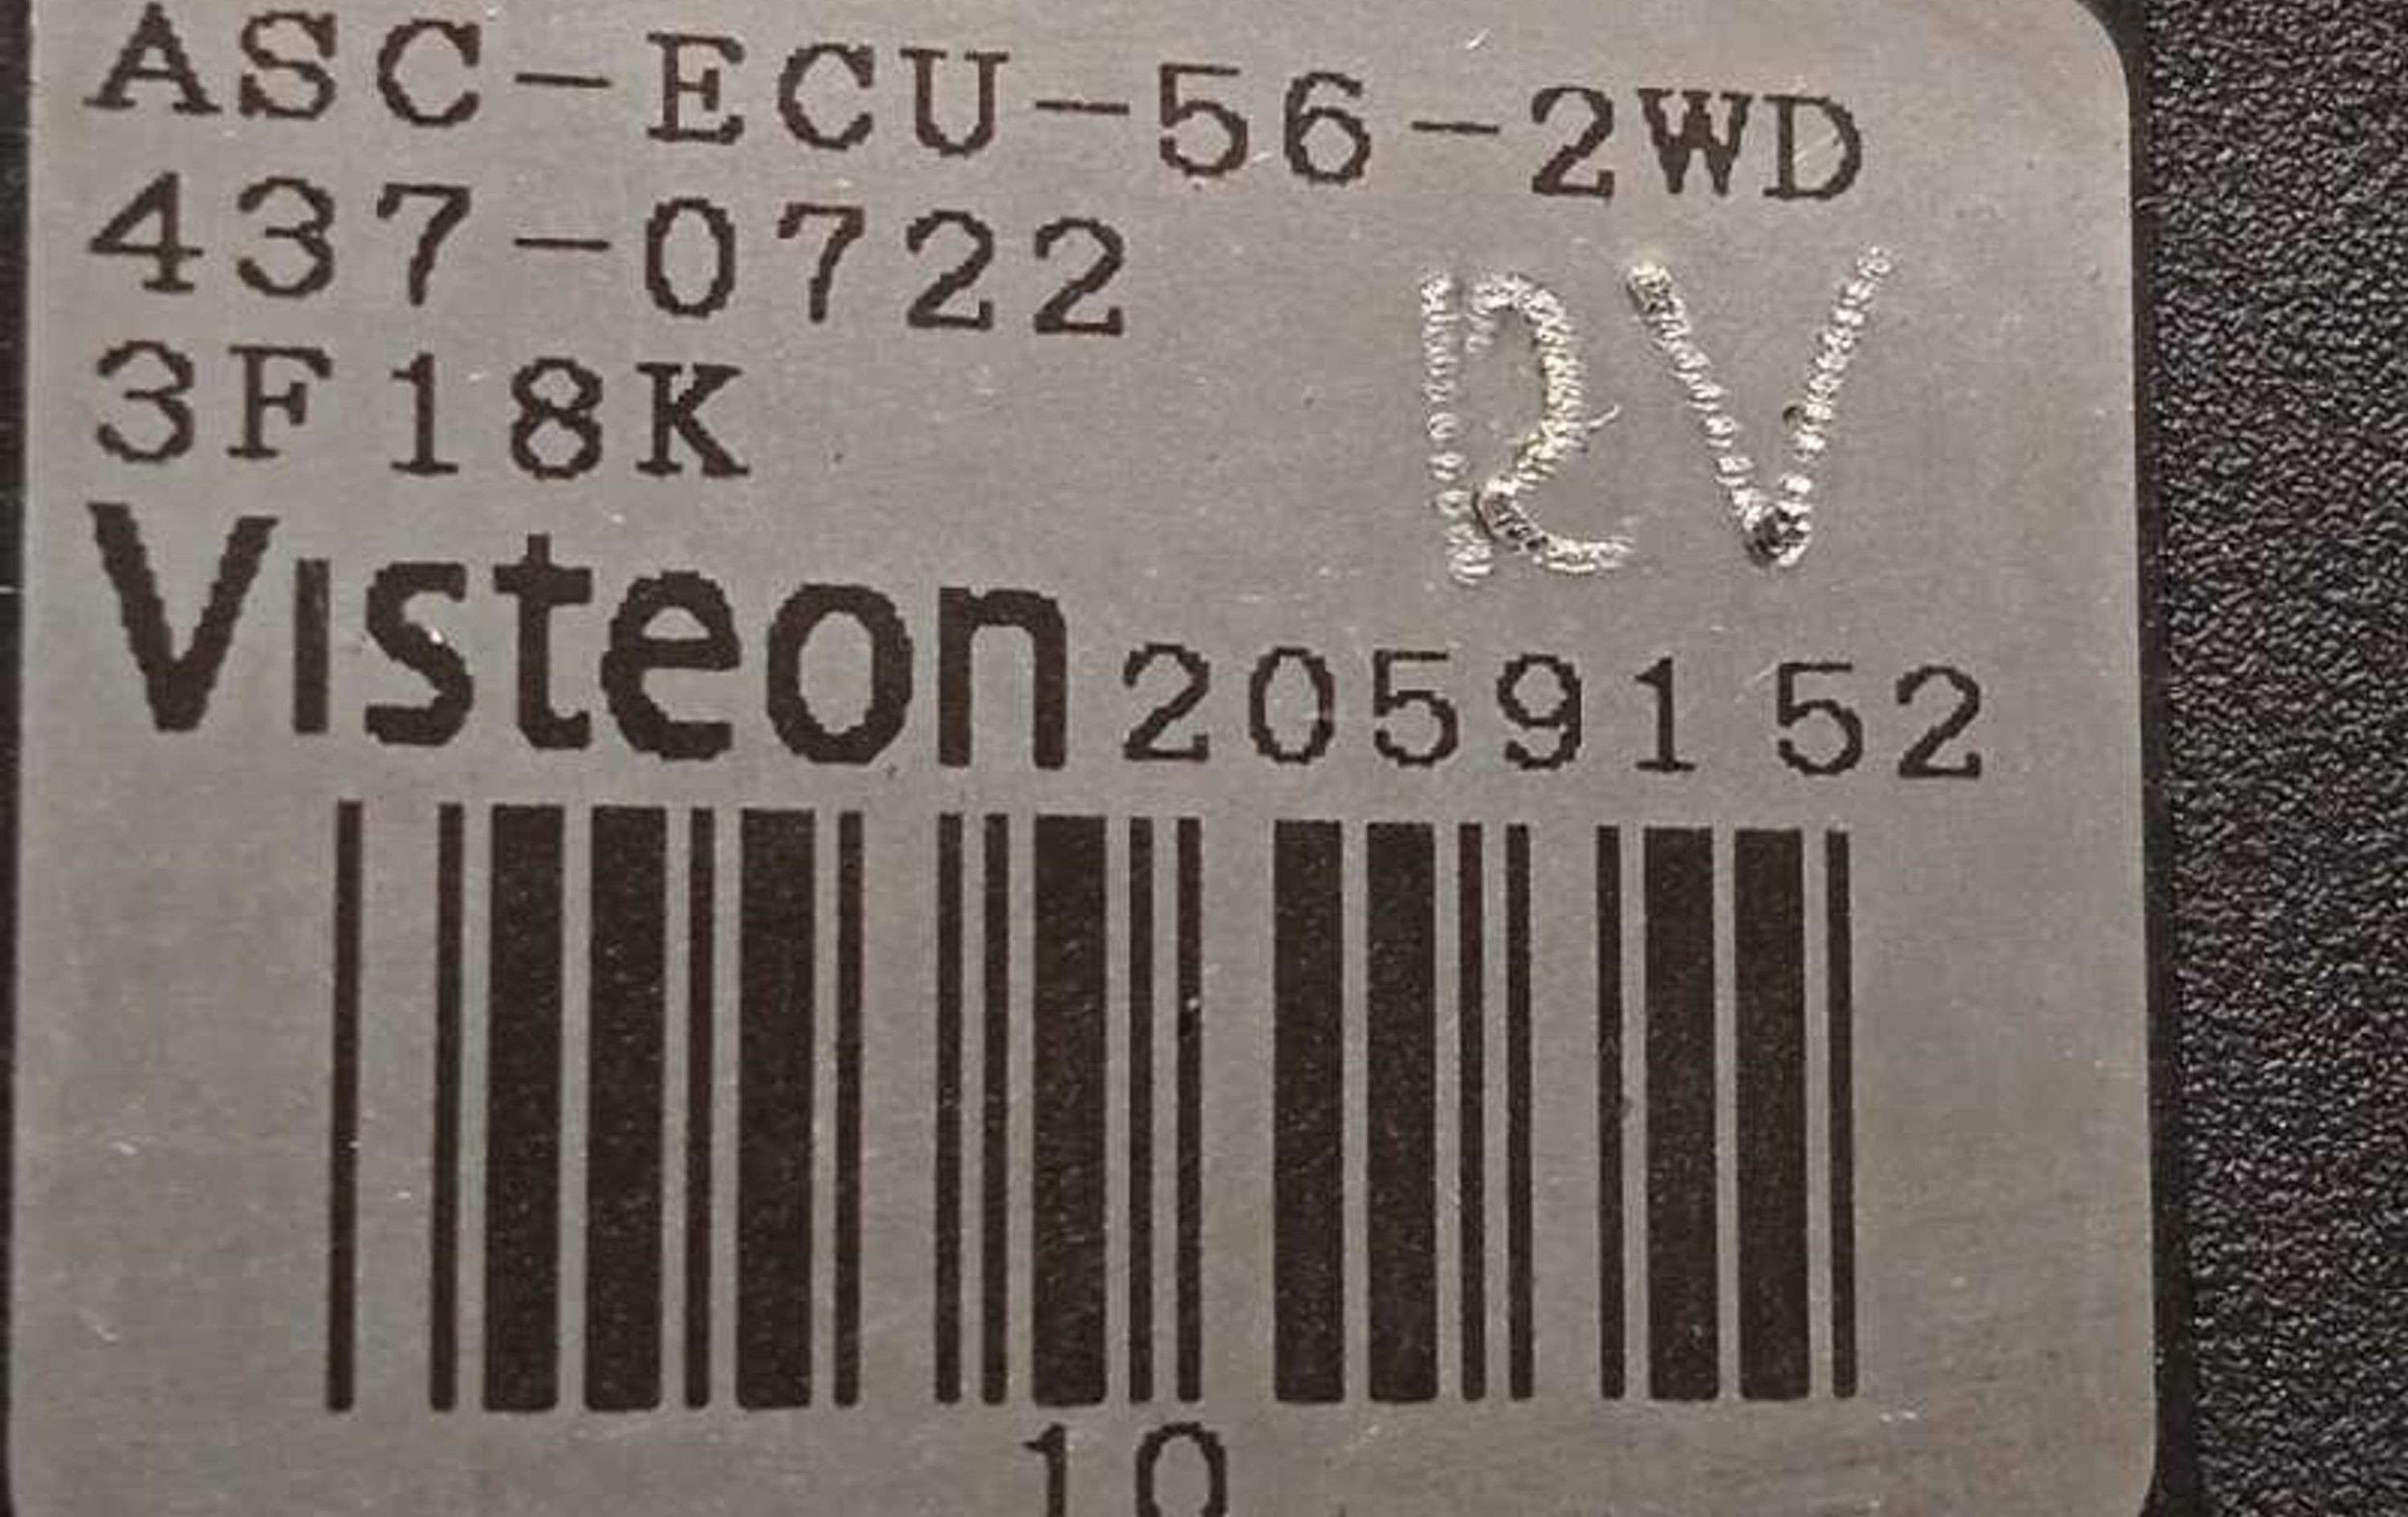 ASC-ECU-56-2WD
437-0722
3F18K
RV
Visteon 2059152
10